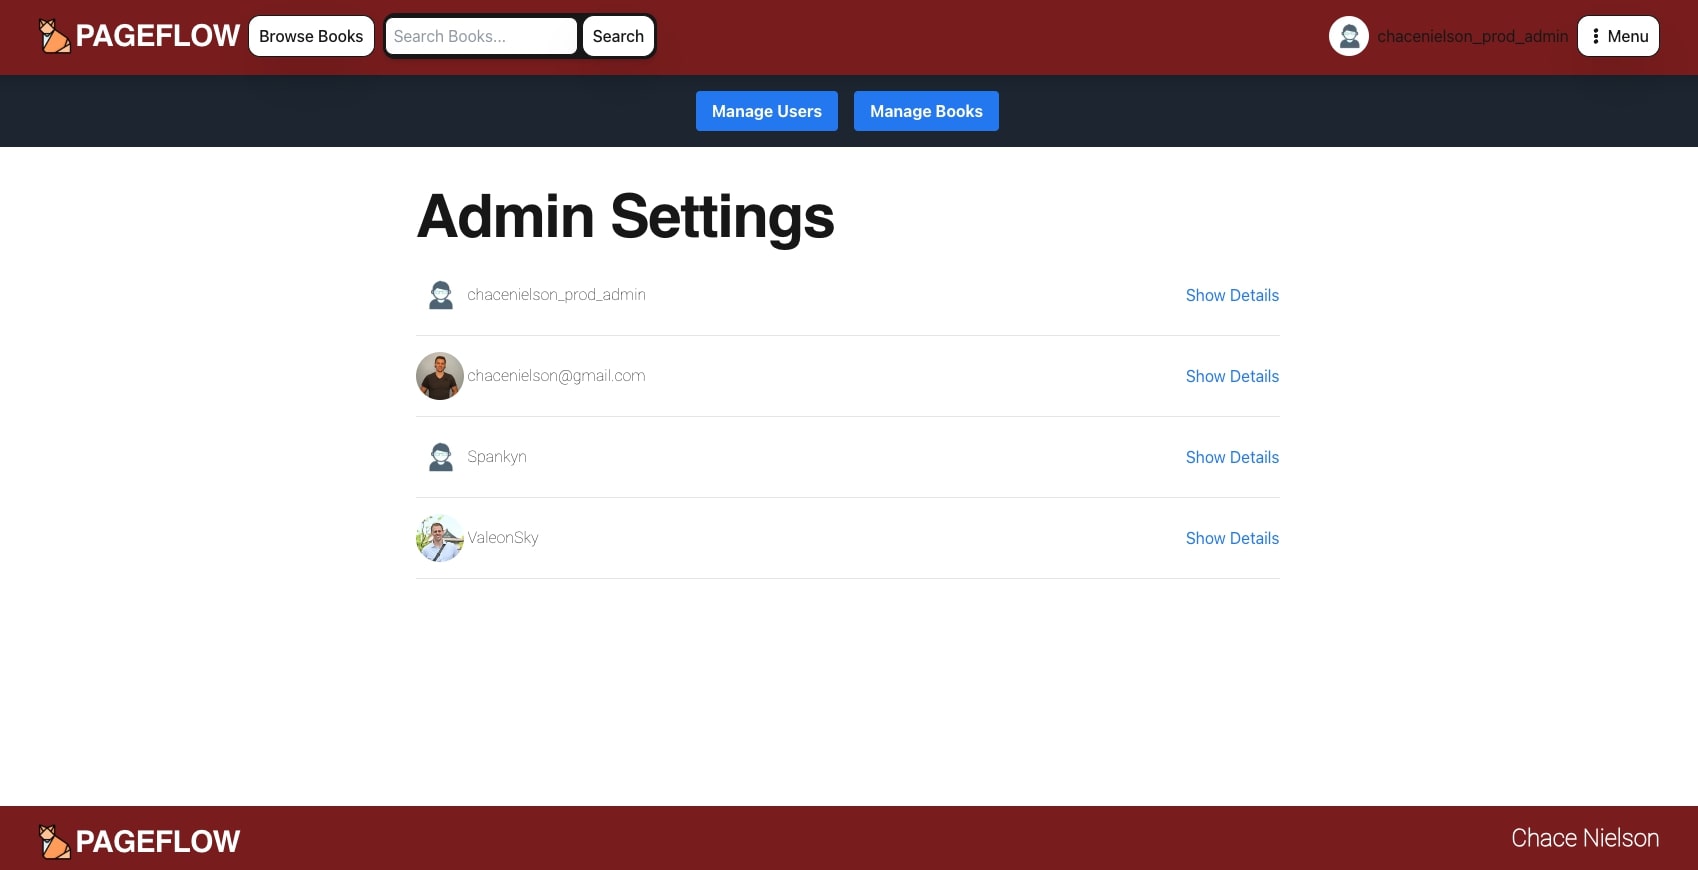 PAGEFLOW Browse Books Search Books... Search chacenielson_prod_admin Menu
Manage Users Manage Books
Admin Settings
chacenielson_prod_admin Show Details
chacenielson@gmail.com Show Details
Spankyn Show Details
ValeonSky Show Details
PAGEFLOW Chace Nielson